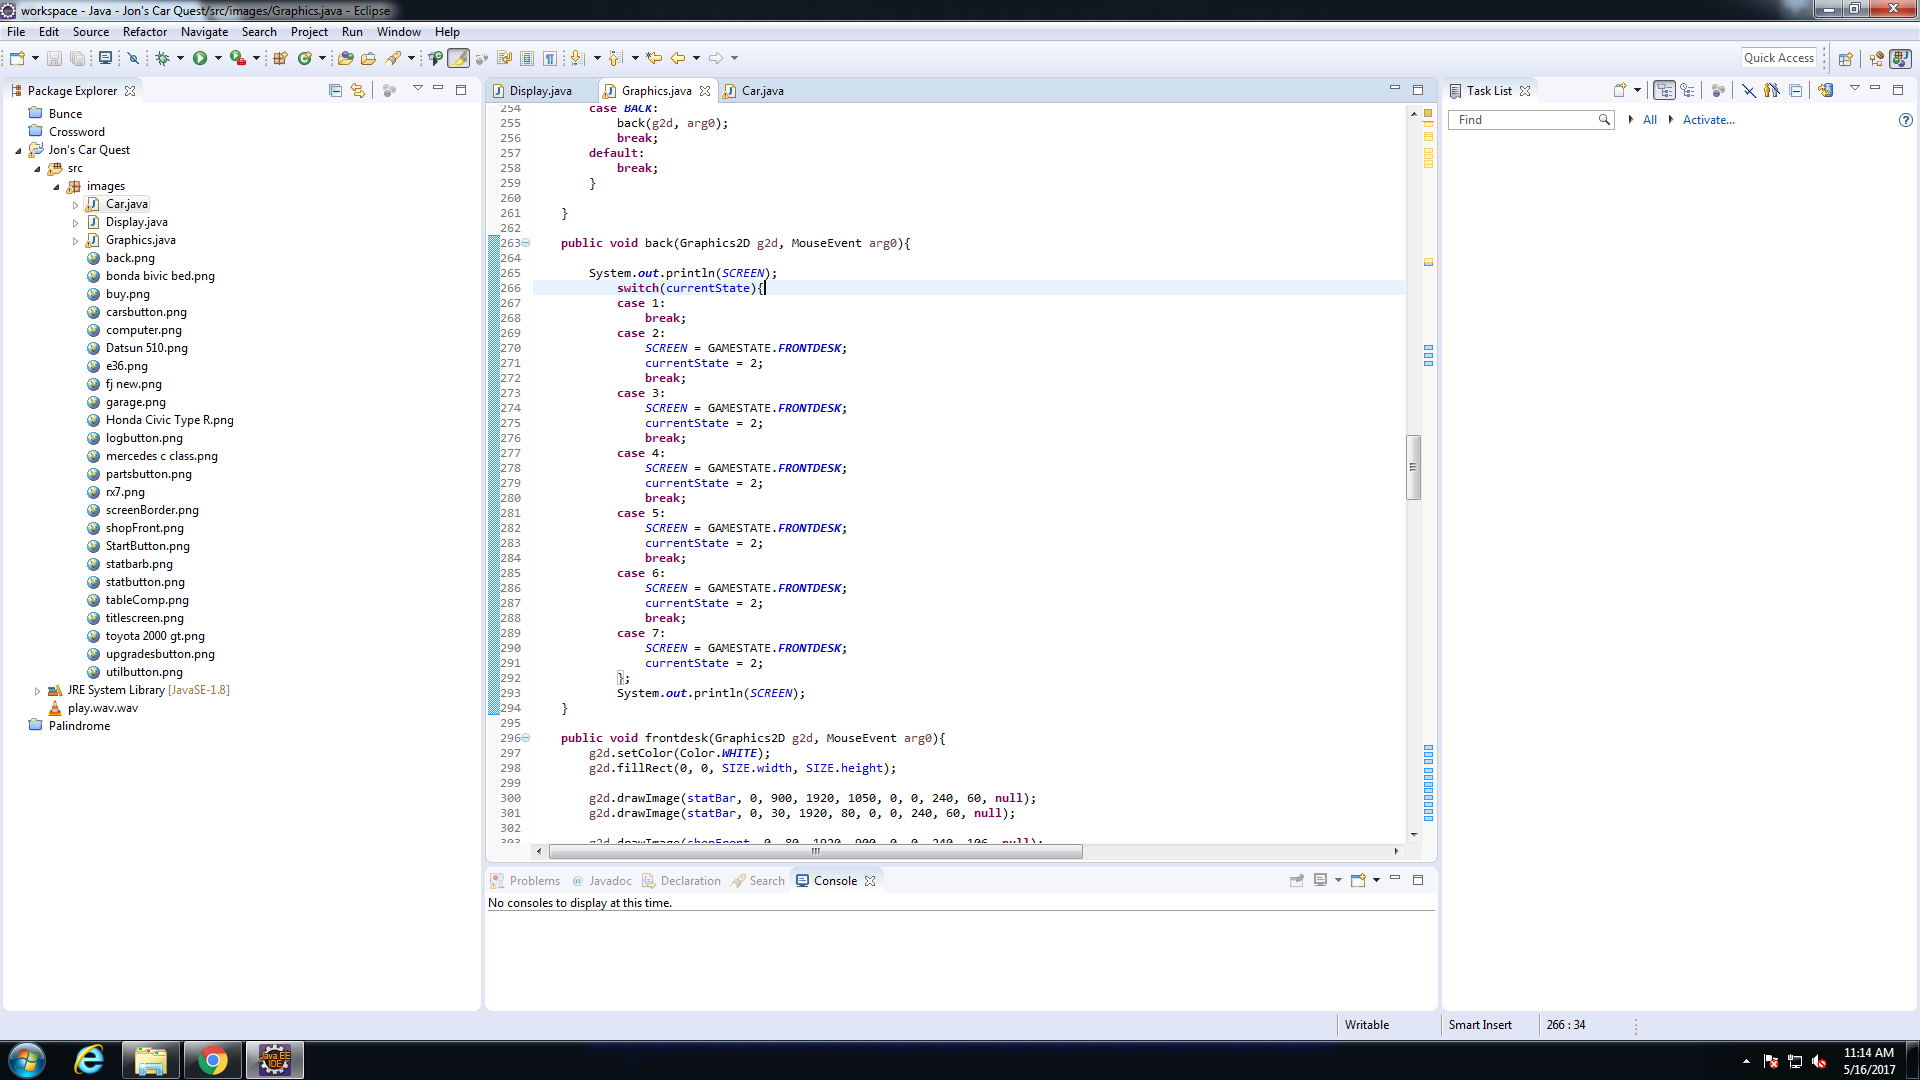 workspace - Java - Jon's Car Quest/src/images/Graphics.java - Eclipse
File Edit Source Refactor Navigate Search Project Run Window Help
Quick Access
Package Explorer
Bunce
Crossword
Jon's Car Quest
src
images
Car.java
Display.java
Graphics.java
back.png
bonda bivic bed.png
buy.png
carsbutton.png
computer.png
Datsun 510.png
e36.png
fj new.png
garage.png
Honda Civic Type R.png
logbutton.png
mercedes c class.png
partsbutton.png
rx7.png
screenBorder.png
shopFront.png
StartButton.png
statbarb.png
statbutton.png
tableComp.png
titlescreen.png
toyota 2000 gt.png
upgradesbutton.png
utilbutton.png
JRE System Library [JavaSE-1.8]
play.wav.wav
Palindrome
Display.java Graphics.java Car.java
254 case BACK:
255 back(g2d, arg0);
256 break;
257 default:
258 break;
259 }
260
261 }
262
263 public void back(Graphics2D g2d, MouseEvent arg0){
264
265 System.out.println(SCREEN);
266 switch(currentState){
267 case 1:
268 break;
269 case 2:
270 SCREEN = GAMESTATE.FRONTDESK;
271 currentState = 2;
272 break;
273 case 3:
274 SCREEN = GAMESTATE.FRONTDESK;
275 currentState = 2;
276 break;
277 case 4:
278 SCREEN = GAMESTATE.FRONTDESK;
279 currentState = 2;
280 break;
281 case 5:
282 SCREEN = GAMESTATE.FRONTDESK;
283 currentState = 2;
284 break;
285 case 6:
286 SCREEN = GAMESTATE.FRONTDESK;
287 currentState = 2;
288 break;
289 case 7:
290 SCREEN = GAMESTATE.FRONTDESK;
291 currentState = 2;
292 };
293 System.out.println(SCREEN);
294 }
295
296 public void frontdesk(Graphics2D g2d, MouseEvent arg0){
297 g2d.setColor(Color.WHITE);
298 g2d.fillRect(0, 0, SIZE.width, SIZE.height);
299
300 g2d.drawImage(statBar, 0, 900, 1920, 1050, 0, 0, 240, 60, null);
301 g2d.drawImage(statBar, 0, 30, 1920, 80, 0, 0, 240, 60, null);
302
303 g2d.drawImage(shopFront, 0, 80, 1920, 900, 0, 0, 240, 106, null);
Problems Javadoc Declaration Search Console
No consoles to display at this time.
Task List
Find All Activate...
Writable Smart Insert 266 : 34
Java EE
IDE
11:14 AM
5/16/2017